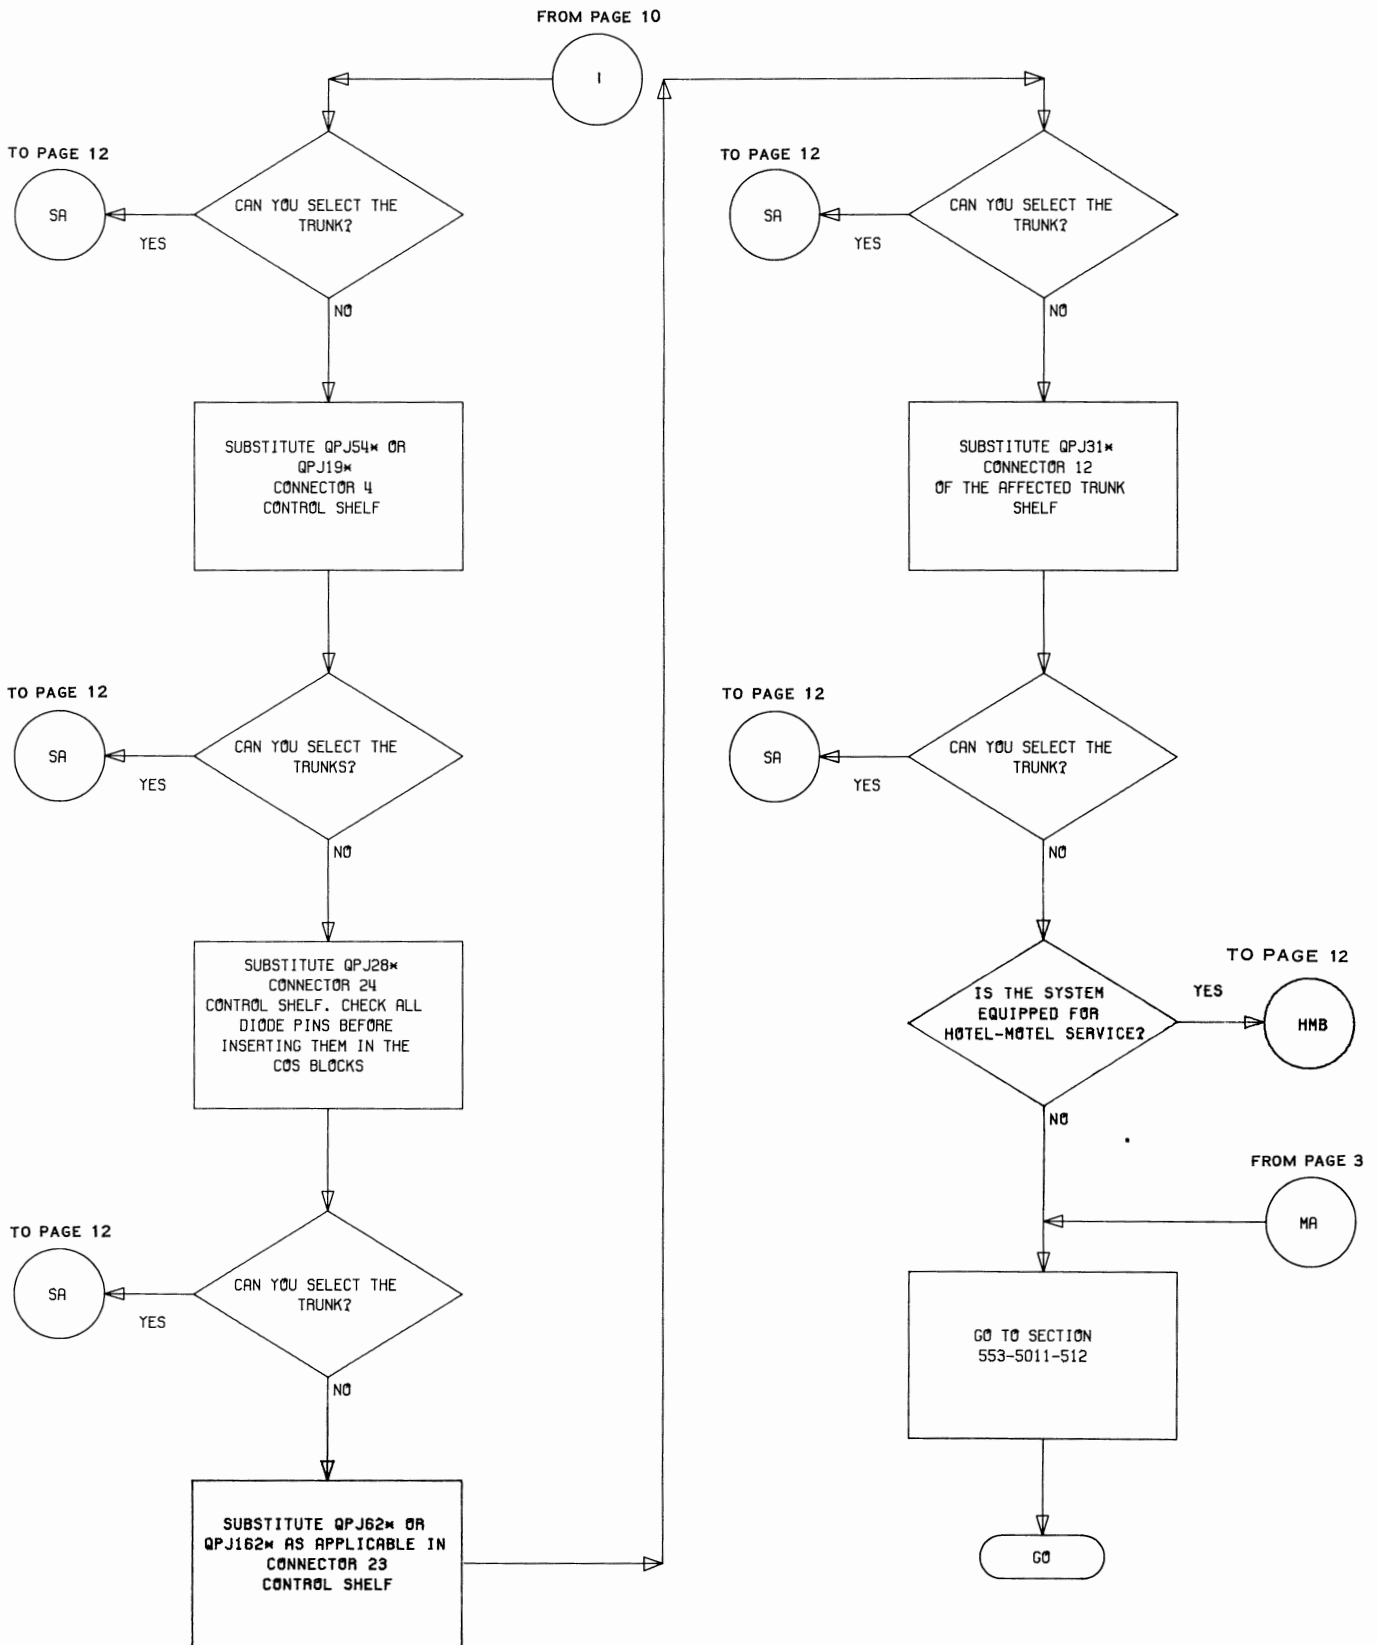 FROM PAGE 10
I
TO PAGE 12
SA
YES
CAN YOU SELECT THE
TRUNK?
NO
SUBSTITUTE QPJ54* OR
QPJ19*
CONNECTOR 4
CONTROL SHELF
TO PAGE 12
SA
YES
CAN YOU SELECT THE
TRUNKS?
NO
SUBSTITUTE QPJ28*
CONNECTOR 24
CONTROL SHELF. CHECK ALL
DIODE PINS BEFORE
INSERTING THEM IN THE
COS BLOCKS
TO PAGE 12
SA
YES
CAN YOU SELECT THE
TRUNK?
NO
SUBSTITUTE QPJ62* OR
QPJ162* AS APPLICABLE IN
CONNECTOR 23
CONTROL SHELF
TO PAGE 12
SA
YES
CAN YOU SELECT THE
TRUNK?
NO
SUBSTITUTE QPJ31*
CONNECTOR 12
OF THE AFFECTED TRUNK
SHELF
TO PAGE 12
SA
YES
CAN YOU SELECT THE
TRUNK?
NO
IS THE SYSTEM
EQUIPPED FOR
HOTEL-MOTEL SERVICE?
YES
TO PAGE 12
HMB
NO
FROM PAGE 3
MA
GO TO SECTION
553-5011-512
GO